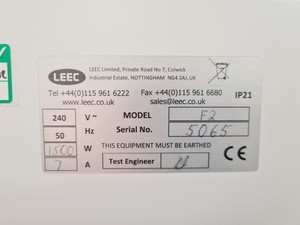 LEEC
LEEC Limited, Private Road No 7, Colwick
Industrial Estate, NOTTINGHAM NG4 2AJ, UK
Tel +44(0)115 961 6222 Fax +44(0)115 961 6680
www.leec.co.uk sales@leec.co.uk IP21
240 V~ MODEL F2
50 Hz Serial No. 5065
1500 W THIS EQUIPMENT MUST BE EARTHED
7 A Test Engineer CE